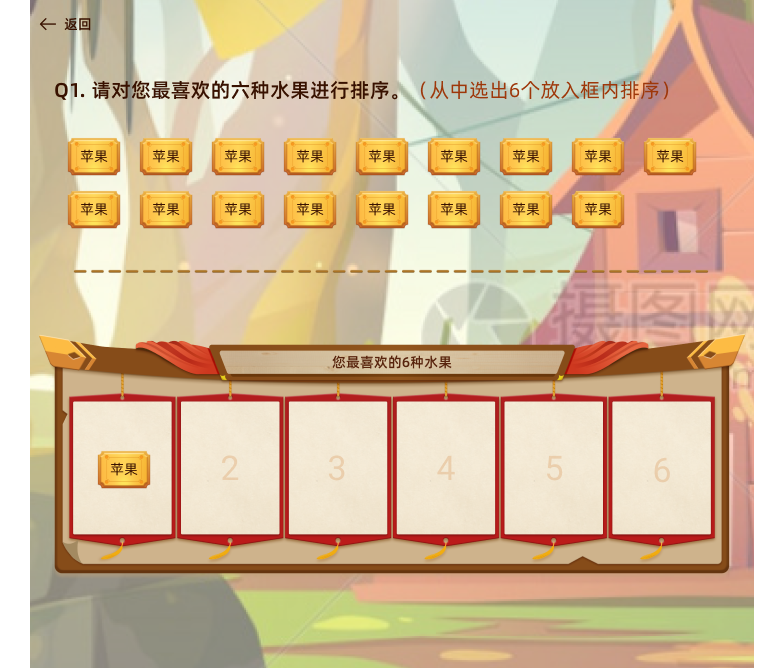 返回
Q1. 请对您最喜欢的六种水果进行排序。（从中选出6个放入框内排序）
苹果 苹果 苹果 苹果 苹果 苹果 苹果 苹果 苹果
苹果 苹果 苹果 苹果 苹果 苹果 苹果 苹果
摄图网
您最喜欢的6种水果
苹果 2 3 4 5 6